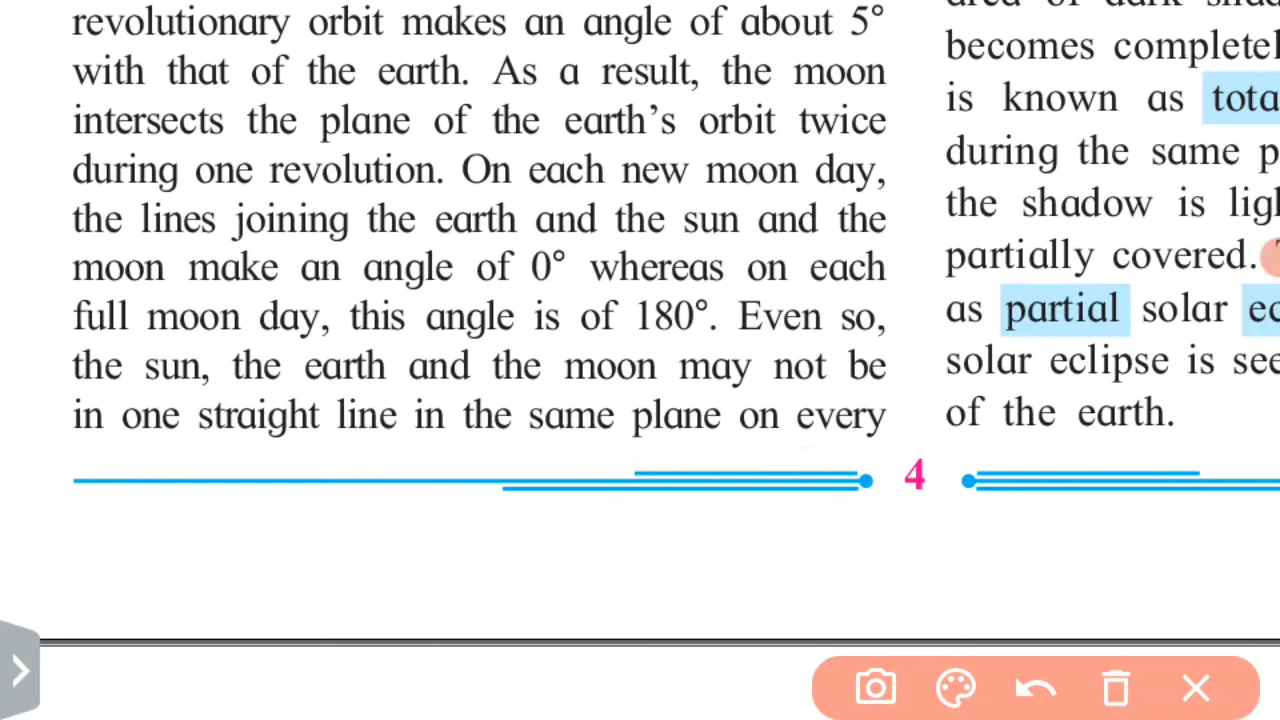 revolutionary orbit makes an angle of about 5°
with that of the earth. As a result, the moon
intersects the plane of the earth's orbit twice
during one revolution. On each new moon day,
the lines joining the earth and the sun and the
moon make an angle of 0° whereas on each
full moon day, this angle is of 180°. Even so,
the sun, the earth and the moon may not be
in one straight line in the same plane on every
of dark
becomes
is known as
during the same
the shadow is
partially covered.
as partial solar
solar eclipse is
of the earth.
4